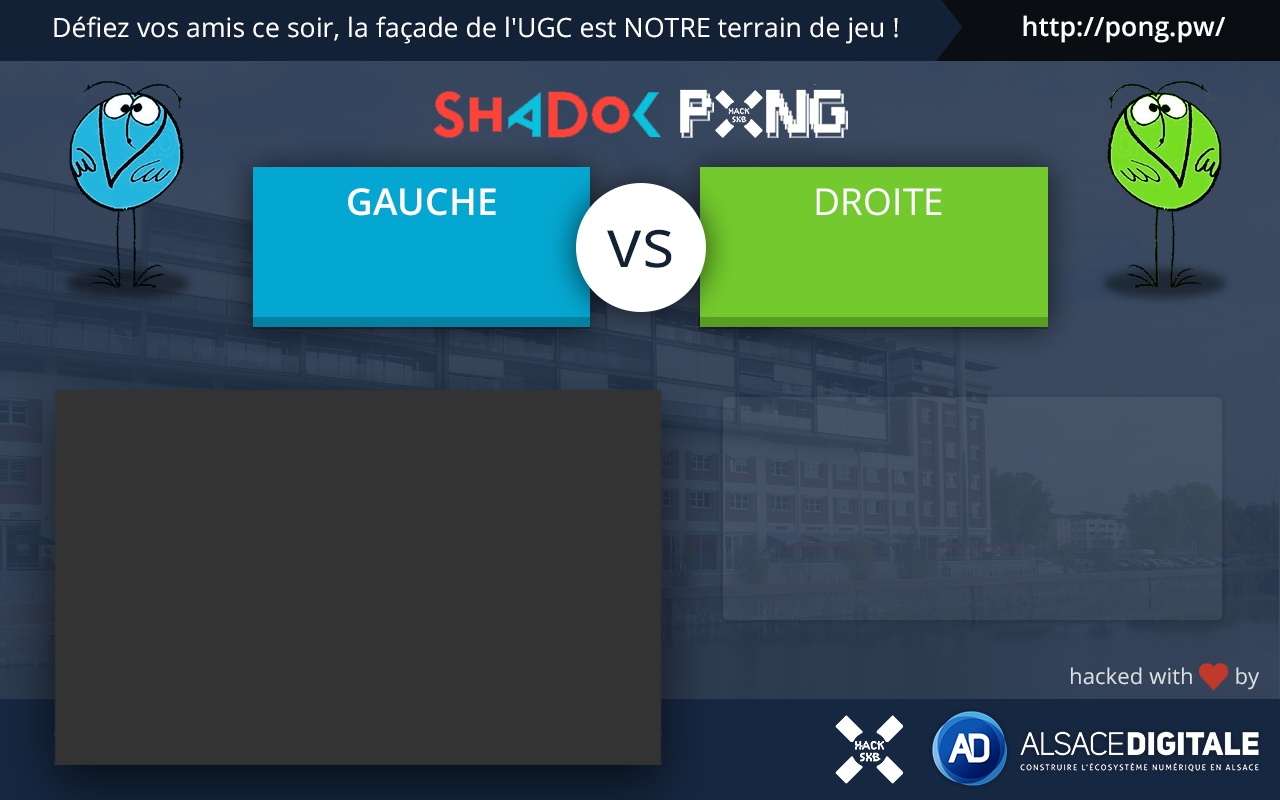 Défiez vos amis ce soir, la façade de l'UGC est NOTRE terrain de jeu !
http://pong.pw/
SHADOK PONG
HACK
SXB
GAUCHE
VS
DROITE
hacked with by
HACK
SXB
AD ALSACEDIGITALE
CONSTRUIRE L'ÉCOSYSTÈME NUMÉRIQUE EN ALSACE